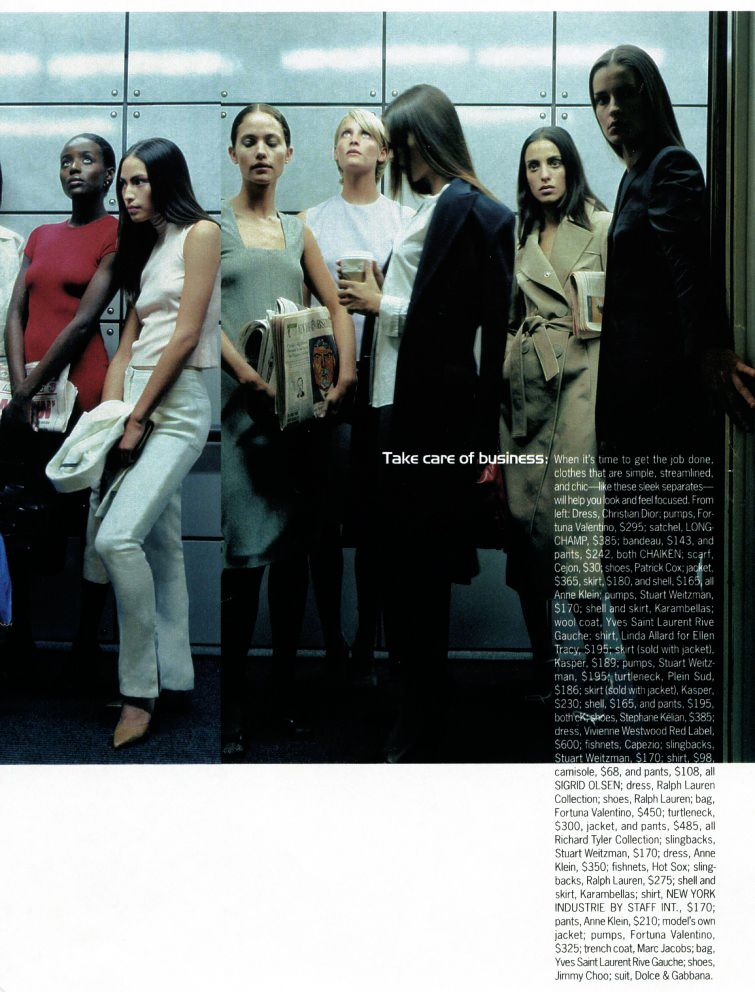 Take care of business: When it's time to get the job done,
clothes that are simple, streamlined,
and chic—like these sleek separates—
will help you look and feel focused. From
left: Dress, Christian Dior; pumps, For-
tuna Valentino, $295; satchel, LONG-
CHAMP, $385; bandeau, $143, and
pants, $242, both CHAIKEN; scarf,
Cejon, $30; shoes, Patrick Cox; jacket,
$365, skirt, $180, and shell, $165, all
Anne Klein; pumps, Stuart Weitzman,
$170; shell and skirt, Karambellas;
wool coat, Yves Saint Laurent Rive
Gauche; shirt, Linda Allard for Ellen
Tracy, $195; skirt (sold with jacket),
Kasper, $189; pumps, Stuart Weitz-
man, $195; turtleneck, Plein Sud,
$186; skirt (sold with jacket), Kasper,
$230; shell, $165, and pants, $195,
both cK; shoes, Stephane Kélian, $385;
dress, Vivienne Westwood Red Label,
$600; fishnets, Capezio; slingbacks,
Stuart Weitzman, $170; shirt, $98,
camisole, $68, and pants, $108, all
SIGRID OLSEN; dress, Ralph Lauren
Collection; shoes, Ralph Lauren; bag,
Fortuna Valentino, $450; turtleneck,
$300, jacket, and pants, $485, all
Richard Tyler Collection; slingbacks,
Stuart Weitzman, $170; dress, Anne
Klein, $350; fishnets, Hot Sox; sling-
backs, Ralph Lauren, $275; shell and
skirt, Karambellas; shirt, NEW YORK
INDUSTRIE BY STAFF INT., $170;
pants, Anne Klein, $210; model's own
jacket; pumps, Fortuna Valentino,
$325; trench coat, Marc Jacobs; bag,
Yves Saint Laurent Rive Gauche; shoes,
Jimmy Choo; suit, Dolce & Gabbana.